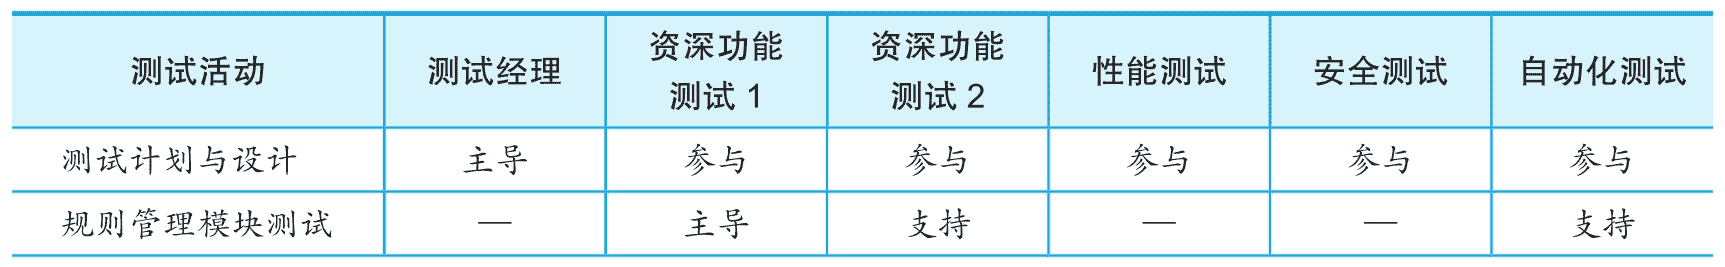 测试活动 测试经理 资深功能测试 1 资深功能测试 2 性能测试 安全测试 自动化测试
测试计划与设计 主导 参与 参与 参与 参与 参与
规则管理模块测试 — 主导 支持 — — 支持